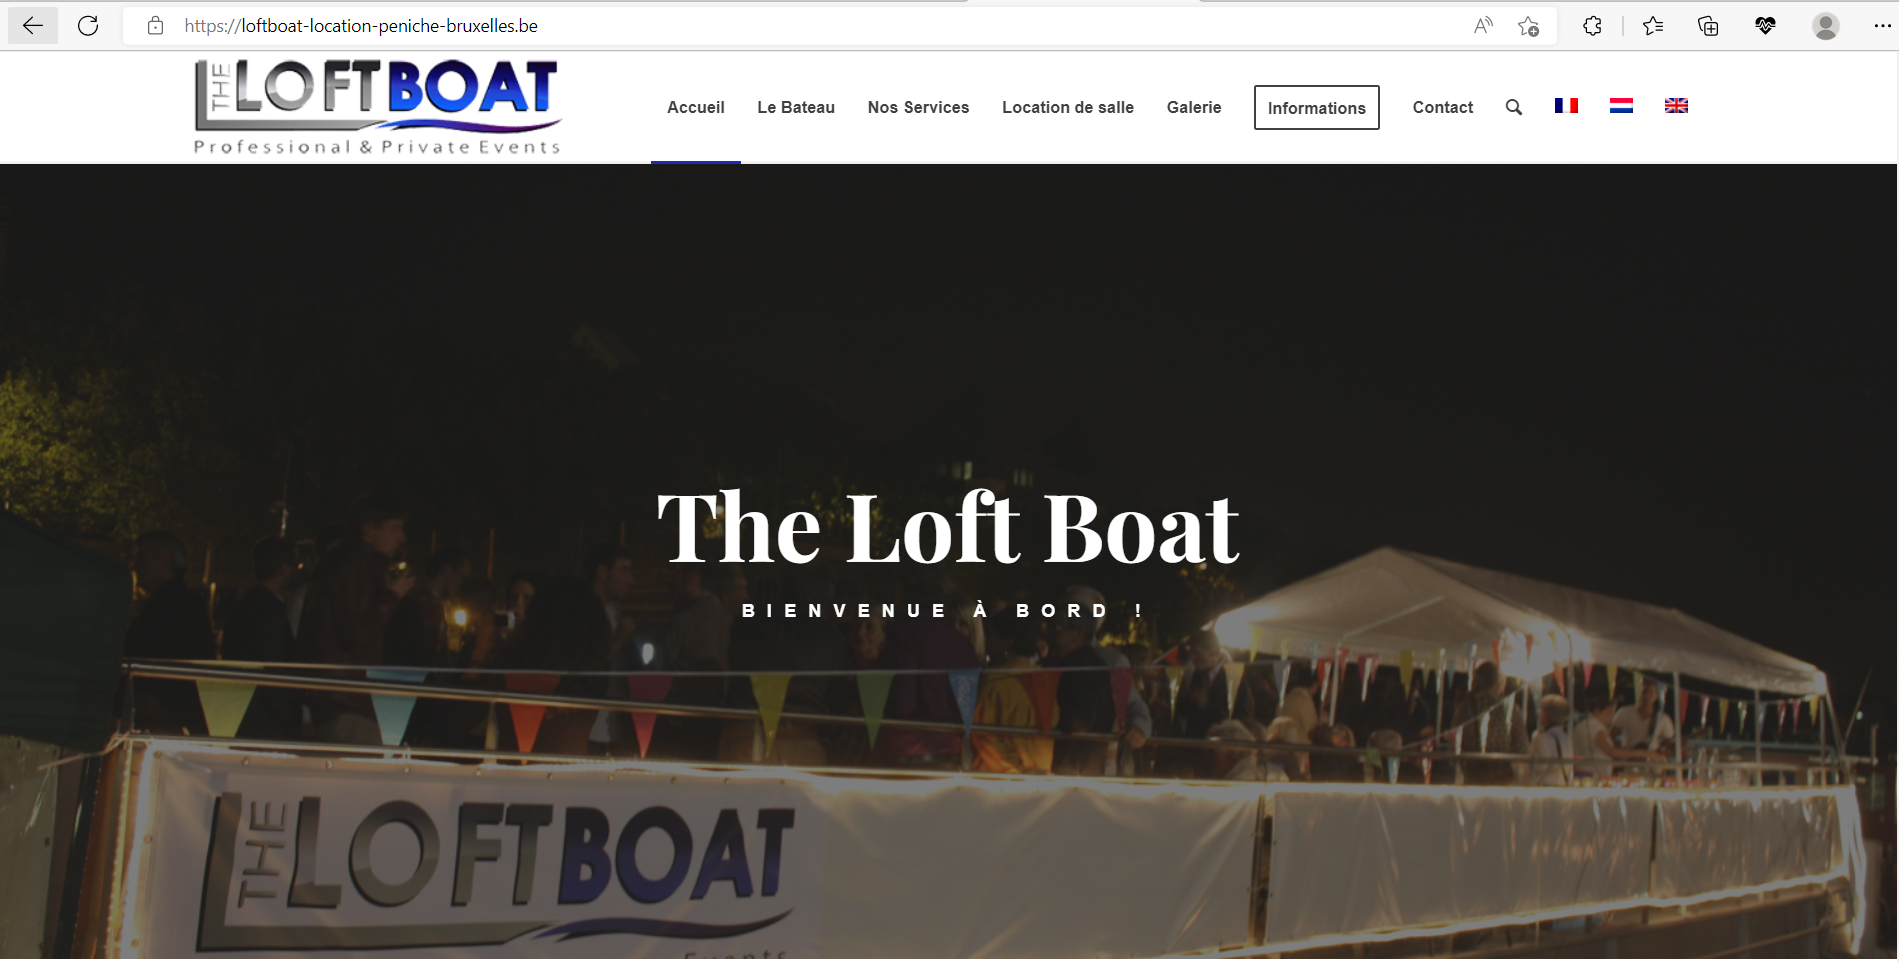 https://loftboat-location-peniche-bruxelles.be
THE LOFTBOAT
Professional & Private Events
Accueil
Le Bateau
Nos Services
Location de salle
Galerie
Informations
Contact
The Loft Boat
BIENVENUE À BORD !
THE LOFTBOAT
Events